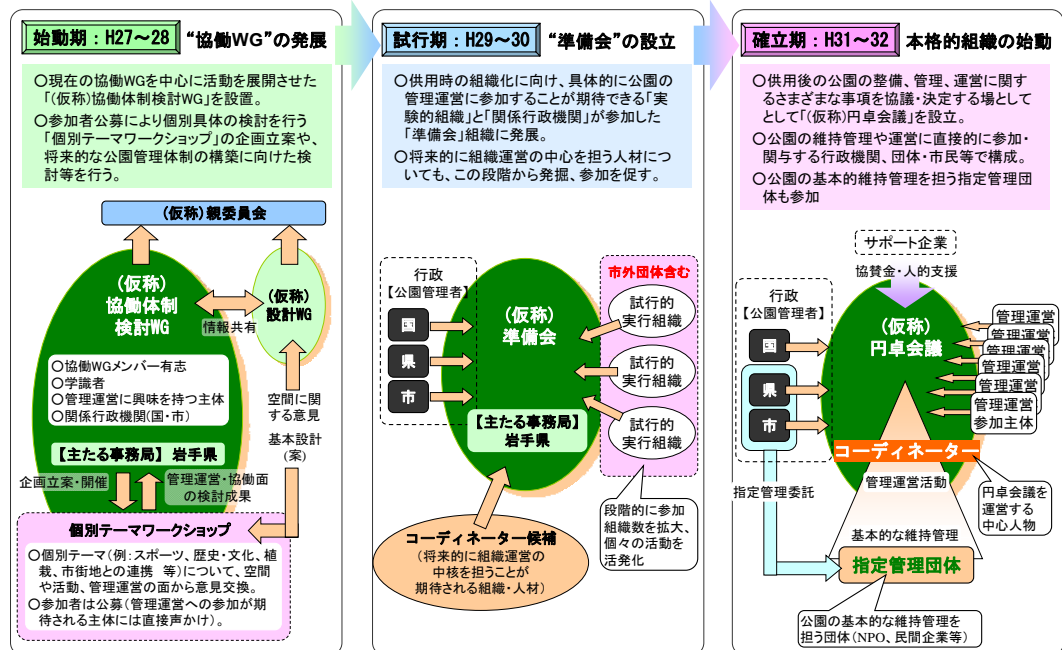 始動期：H27～28
“協働WG”の発展
○現在の協働WGを中心に活動を展開させた
「(仮称)協働体制検討WG」を設置。
○参加者公募により個別具体の検討を行う
「個別テーマワークショップ」の企画立案や、
将来的な公園管理体制の構築に向けた検
討等を行う。
(仮称)親委員会
(仮称)
協働体制
検討WG
(仮称)
設計WG
情報共有
○協働WGメンバー有志
○学識者
○管理運営に興味を持つ主体
○関係行政機関(国・市)
空間に関
する意見
基本設計
(案)
【主たる事務局】 岩手県
企画立案・開催
管理運営・協働面
の検討成果
個別テーマワークショップ
○個別テーマ(例：スポーツ、歴史・文化、植
栽、市街地との連携 等)について、空間
や活動、管理運営の面から意見交換。
○参加者は公募(管理運営への参加が期
待される主体には直接声かけ)。
試行期：H29～30
“準備会”の設立
○供用時の組織化に向け、具体的に公園の
管理運営に参加することが期待できる「実
験的組織」と「関係行政機関」が参加した
「準備会」組織に発展。
○将来的に組織運営の中心を担う人材につ
いても、この段階から発掘、参加を促す。
行政
【公園管理者】
国
県
市
(仮称)
準備会
【主たる事務局】
岩手県
市外団体含む
試行的
実行組織
試行的
実行組織
試行的
実行組織
段階的に参加
組織数を拡大、
個々の活動を
活発化
コーディネーター候補
(将来的に組織運営の
中核を担うことが
期待される組織・人材)
確立期：H31～32
本格的組織の始動
○供用後の公園の整備、管理、運営に関す
るさまざまな事項を協議・決定する場として
として「(仮称)円卓会議」を設立。
○公園の維持管理や運営に直接的に参加・
関与する行政機関、団体・市民等で構成。
○公園の基本的維持管理を担う指定管理団
体も参加
サポート企業
協賛金・人的支援
行政
【公園管理者】
国
県
市
(仮称)
円卓会議
管理運営
管理運営
管理運営
管理運営
管理運営
管理運営
参加主体
コーディネーター
管理運営活動
円卓会議を
運営する
中心人物
指定管理委託
基本的な維持管理
指定管理団体
公園の基本的な維持管理を
担う団体(NPO、民間企業等)